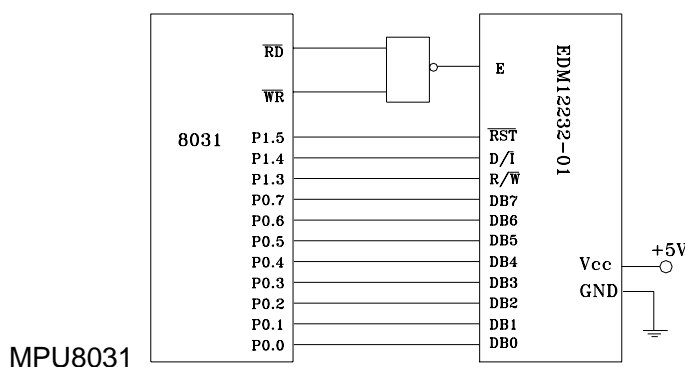 RD E
WR
8031
EDM12232-01
P1.5 RST
P1.4 D/I
P1.3 R/W
P0.7 DB7
P0.6 DB6
P0.5 DB5
P0.4 DB4
P0.3 DB3
P0.2 DB2
P0.1 DB1
P0.0 DB0
Vcc +5V
GND
MPU8031